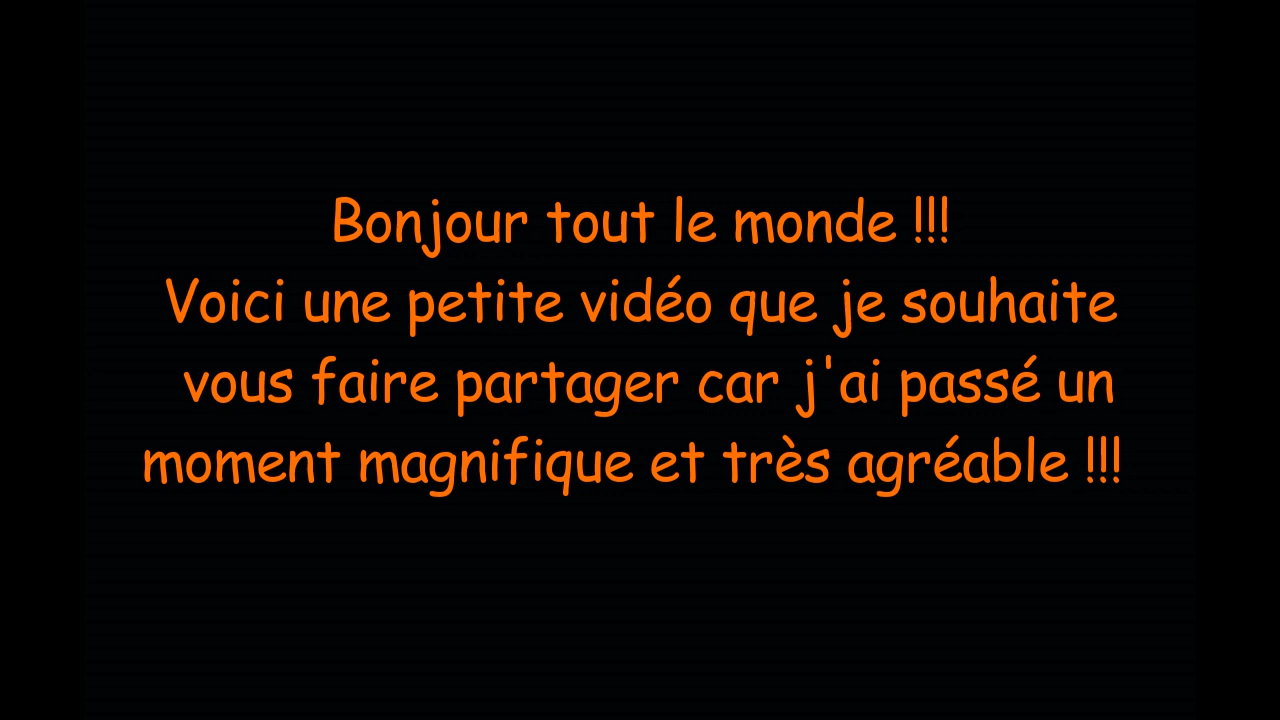 Bonjour tout le monde !!!
Voici une petite vidéo que je souhaite
vous faire partager car j'ai passé un
moment magnifique et très agréable !!!